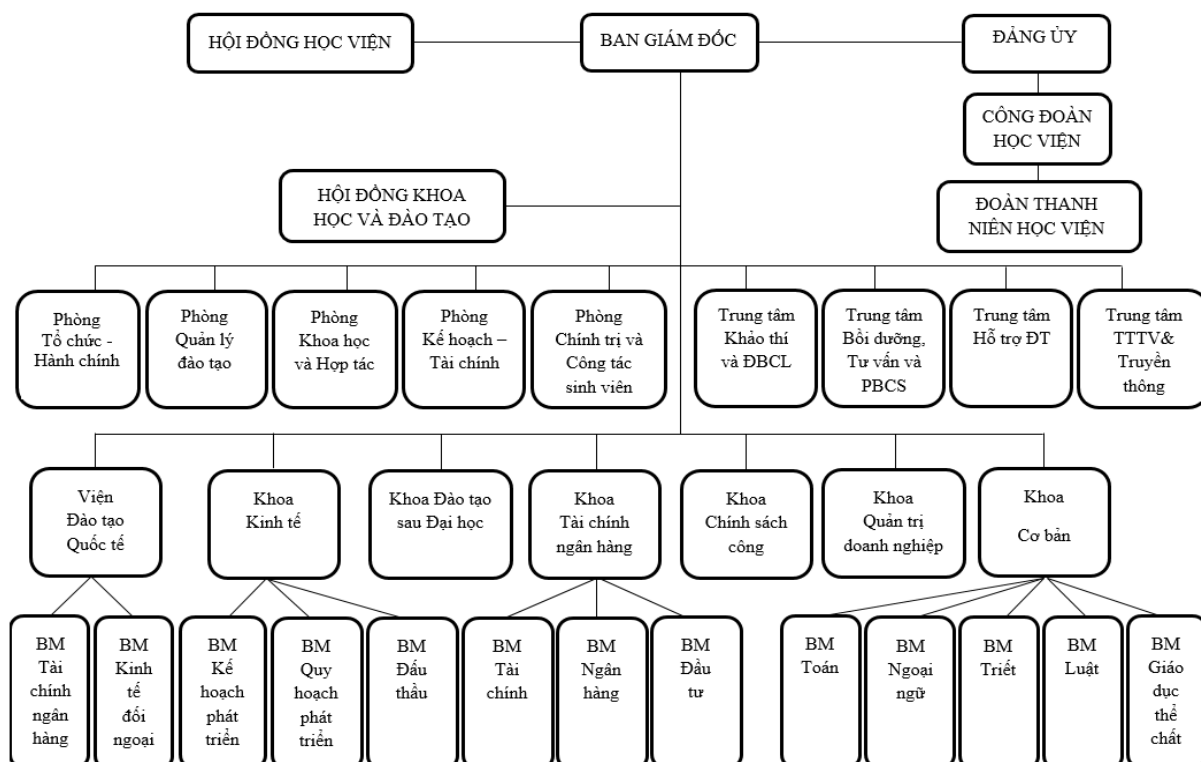 HỘI ĐỒNG HỌC VIỆN
BAN GIÁM ĐỐC
ĐẢNG ỦY
CÔNG ĐOÀN
HỌC VIỆN
HỘI ĐỒNG KHOA
HỌC VÀ ĐÀO TẠO
ĐOÀN THANH
NIÊN HỌC VIỆN
Phòng
Tổ chức -
Hành chính
Phòng
Quản lý
đào tạo
Phòng
Khoa học
và Hợp tác
Phòng
Kế hoạch –
Tài chính
Phòng
Chính trị và
Công tác
sinh viên
Trung tâm
Khảo thí
và ĐBCL
Trung tâm
Bồi dưỡng,
Tư vấn và
PBCS
Trung tâm
Hỗ trợ ĐT
Trung tâm
TTTV&
Truyền
thông
Viện
Đào tạo
Quốc tế
Khoa
Kinh tế
Khoa Đào tạo
sau Đại học
Khoa
Tài chính
ngân hàng
Khoa
Chính sách
công
Khoa
Quản trị
doanh nghiệp
Khoa
Cơ bản
BM
Tài
chính
ngân
hàng
BM
Kinh
tế
đối
ngoại
BM
Kế
hoạch
phát
triển
BM
Quy
hoạch
phát
triển
BM
Đấu
thầu
BM
Tài
chính
BM
Ngân
hàng
BM
Đầu
tư
BM
Toán
BM
Ngoại
ngữ
BM
Triết
BM
Luật
BM
Giáo
dục
thể
chất